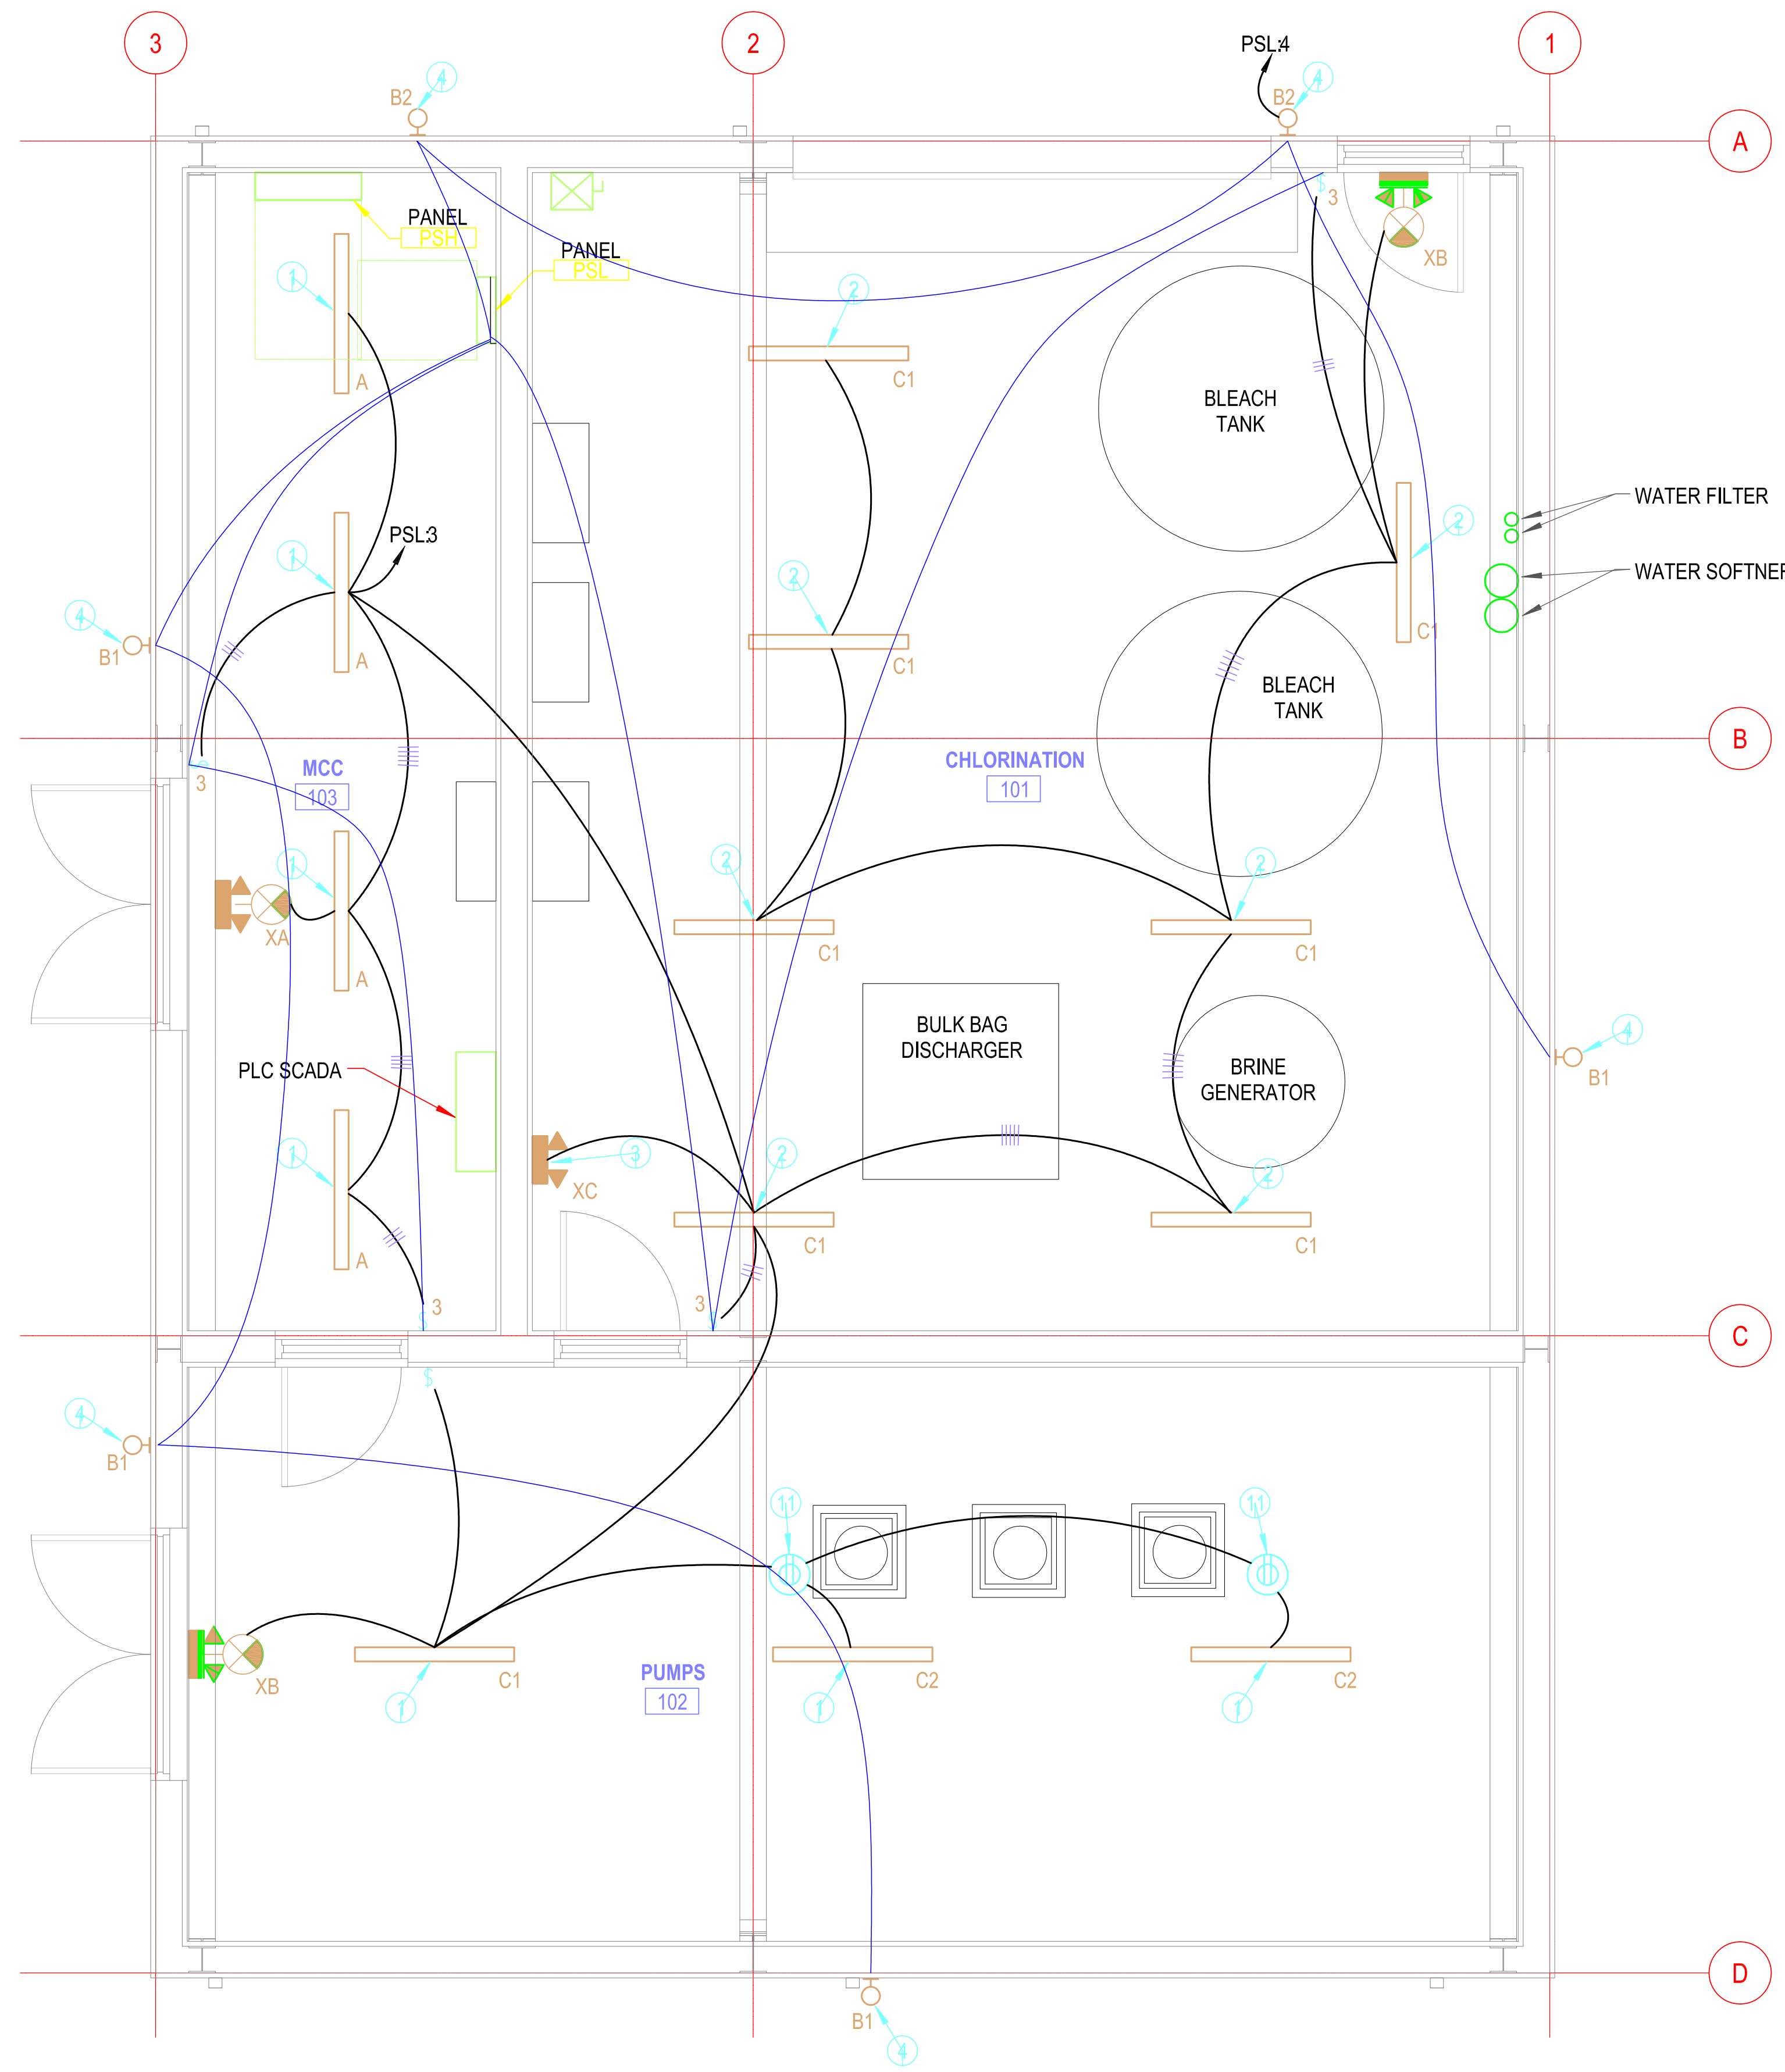 3
2
1
PSL:4
4
4
B2
B2
A
$
3
PANEL
PSH
PANEL
PSL
XB
1
2
A
C1
BLEACH
TANK
WATER FILTER
PSL:3
2
1
2
WATER SOFTNER
4
B1
A
C1
C1
BLEACH
TANK
B
MCC
103
CHLORINATION
101
$
3
1
2
2
XA
C1
C1
A
BULK BAG
DISCHARGER
4
BRINE
GENERATOR
B1
PLC SCADA
1
3
2
2
XC
C1
C1
A
3
3
$
$
C
$
4
B1
11
11
XB
C1
PUMPS
102
C2
C2
1
1
1
D
B1
4